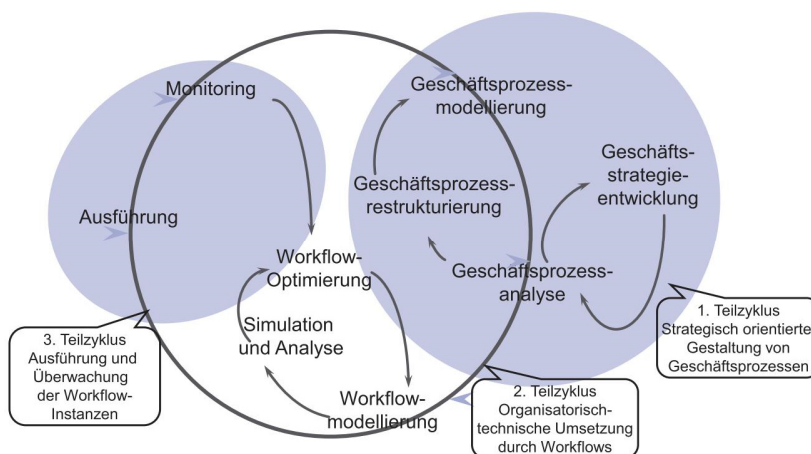 Monitoring
Geschäftsprozess-
modellierung
Geschäfts-
strategie-
entwicklung
Geschäftsprozess-
restrukturierung
Ausführung
Workflow-
Optimierung
Geschäftsprozess-
analyse
Simulation
und Analyse
Workflow-
modellierung
1. Teilzyklus
Strategisch orientierte
Gestaltung von
Geschäftsprozessen
3. Teilzyklus
Ausführung und
Überwachung
der Workflow-
Instanzen
2. Teilzyklus
Organisatorisch-
technische Umsetzung
durch Workflows